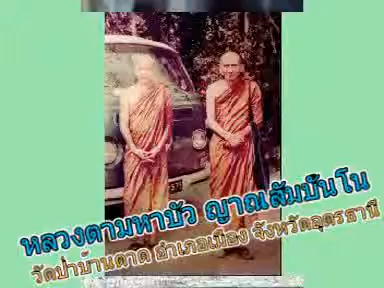 หลวงตามหาบัว ญาณสัมปันโน
วัดป่าบ้านตาด อำเภอเมือง จังหวัดอุดรธานี